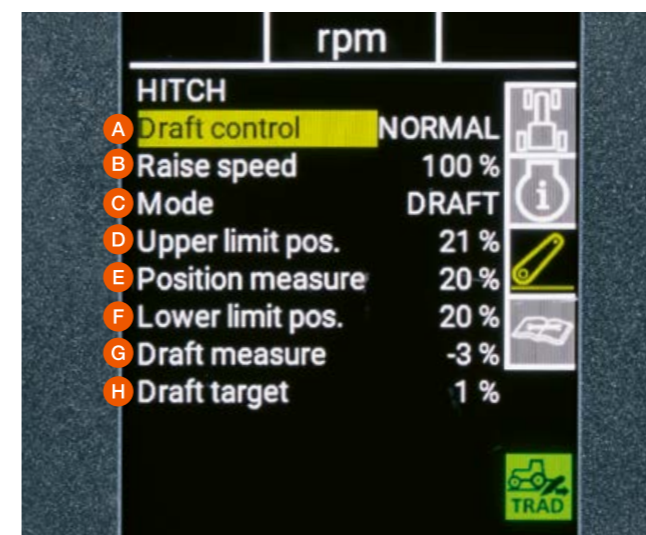 rpm
HITCH
A Draft control NORMAL
B Raise speed 100 %
C Mode DRAFT
D Upper limit pos. 21 %
E Position measure 20 %
F Lower limit pos. 20 %
G Draft measure -3 %
H Draft target 1 %
i
TRAD